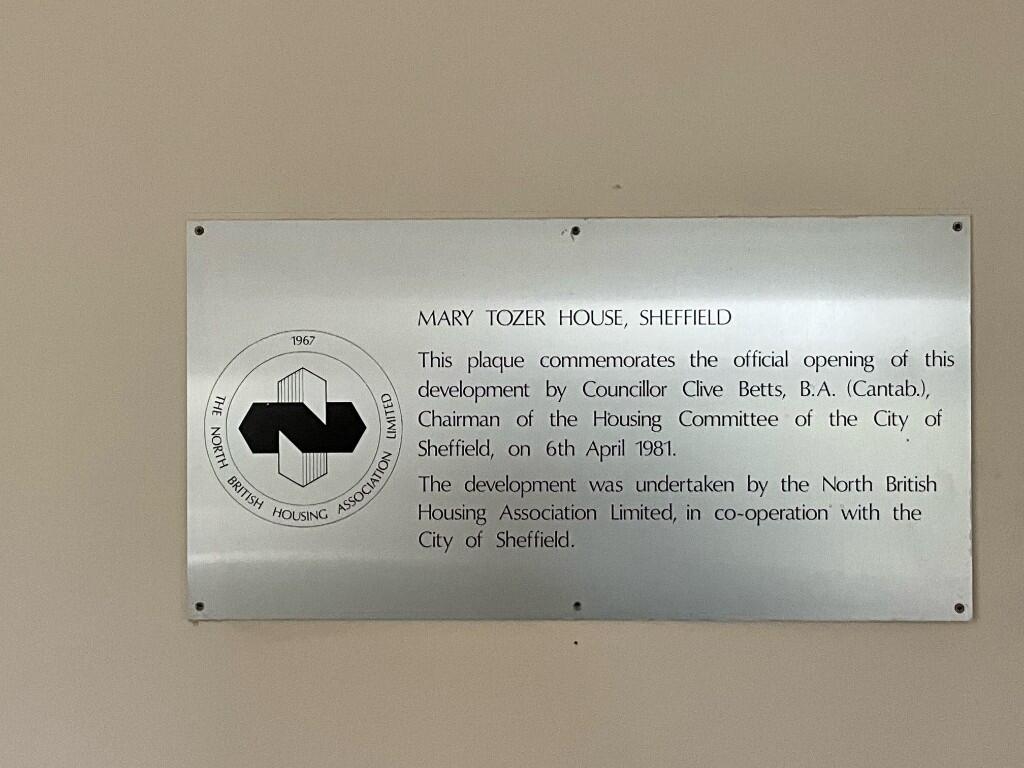 MARY TOZER HOUSE, SHEFFIELD
This plaque commemorates the official opening of this
development by Councillor Clive Betts, B.A. (Cantab.),
Chairman of the Housing Committee of the City of
Sheffield, on 6th April 1981.
The development was undertaken by the North British
Housing Association Limited, in co-operation with the
City of Sheffield.
1967
THE NORTH BRITISH HOUSING ASSOCIATION LIMITED